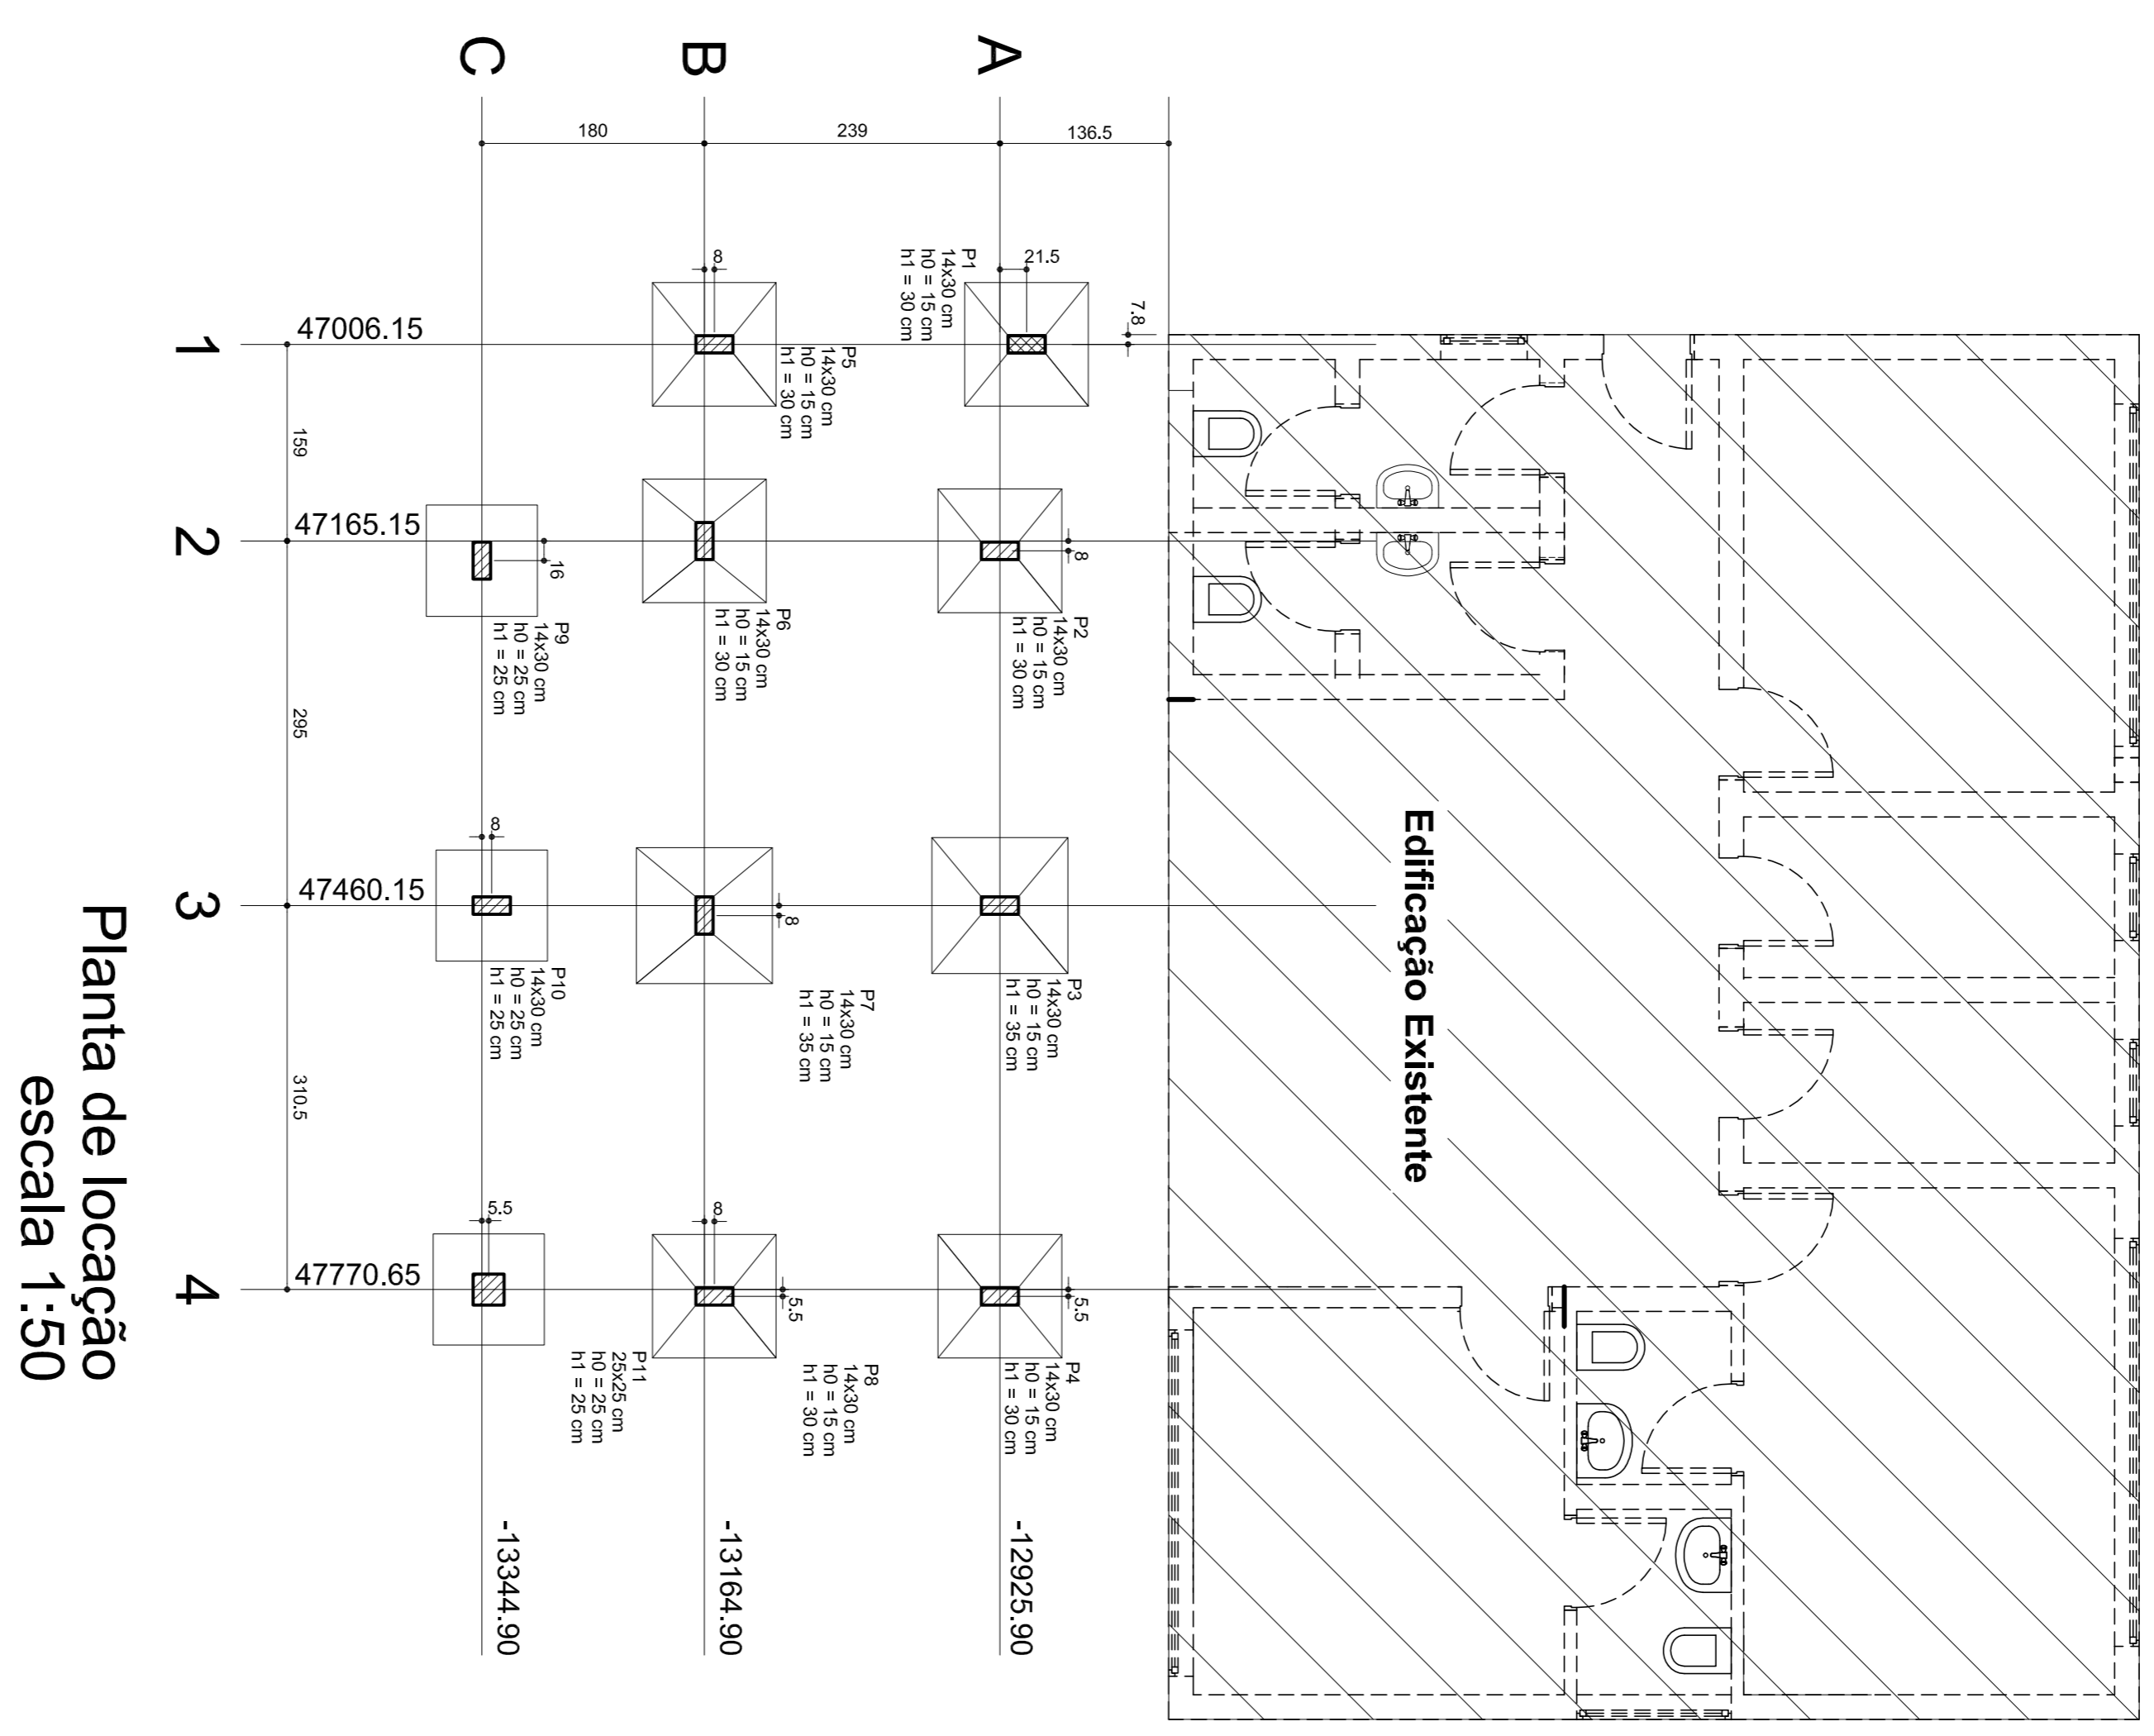 C
B
A
180
239
136.5
8
21.5
7.8
P1
14x30 cm
h0 = 15 cm
h1 = 30 cm
1
47006.15
P5
14x30 cm
h0 = 15 cm
h1 = 30 cm
159
2
47165.15
16
8
P9
14x30 cm
h0 = 25 cm
h1 = 25 cm
P6
14x30 cm
h0 = 15 cm
h1 = 30 cm
P2
14x30 cm
h0 = 15 cm
h1 = 30 cm
295
8
3
47460.15
8
P10
14x30 cm
h0 = 25 cm
h1 = 25 cm
P7
14x30 cm
h0 = 15 cm
h1 = 35 cm
P3
14x30 cm
h0 = 15 cm
h1 = 35 cm
Edificação Existente
310.5
5.5
8
4
47770.65
5.5
5.5
P11
25x25 cm
h0 = 25 cm
h1 = 25 cm
P8
14x30 cm
h0 = 15 cm
h1 = 30 cm
P4
14x30 cm
h0 = 15 cm
h1 = 30 cm
-13344.90
-13164.90
-12925.90
Planta de locação
escala 1:50